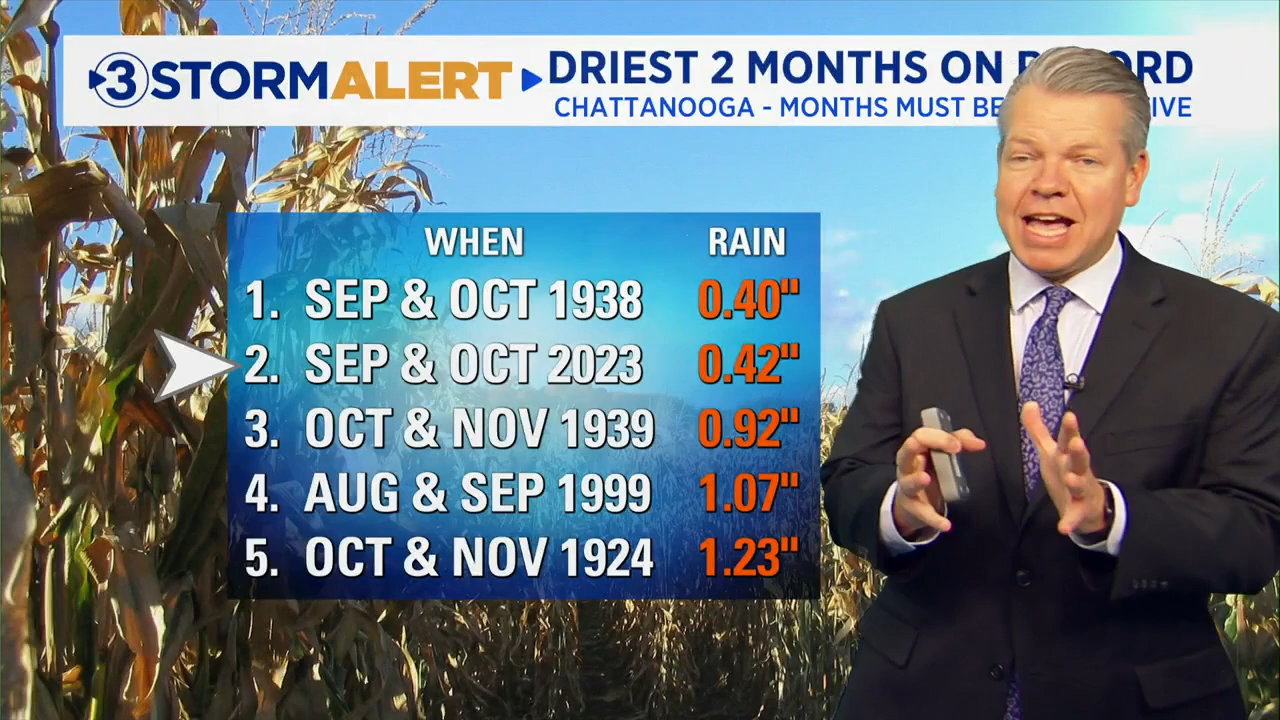 3 STORMALERT
DRIEST 2 MONTHS ON
CHATTANOOGA - MONTHS MUST BE
WHEN RAIN
1. SEP & OCT 1938 0.40"
2. SEP & OCT 2023 0.42"
3. OCT & NOV 1939 0.92"
4. AUG & SEP 1999 1.07"
5. OCT & NOV 1924 1.23"